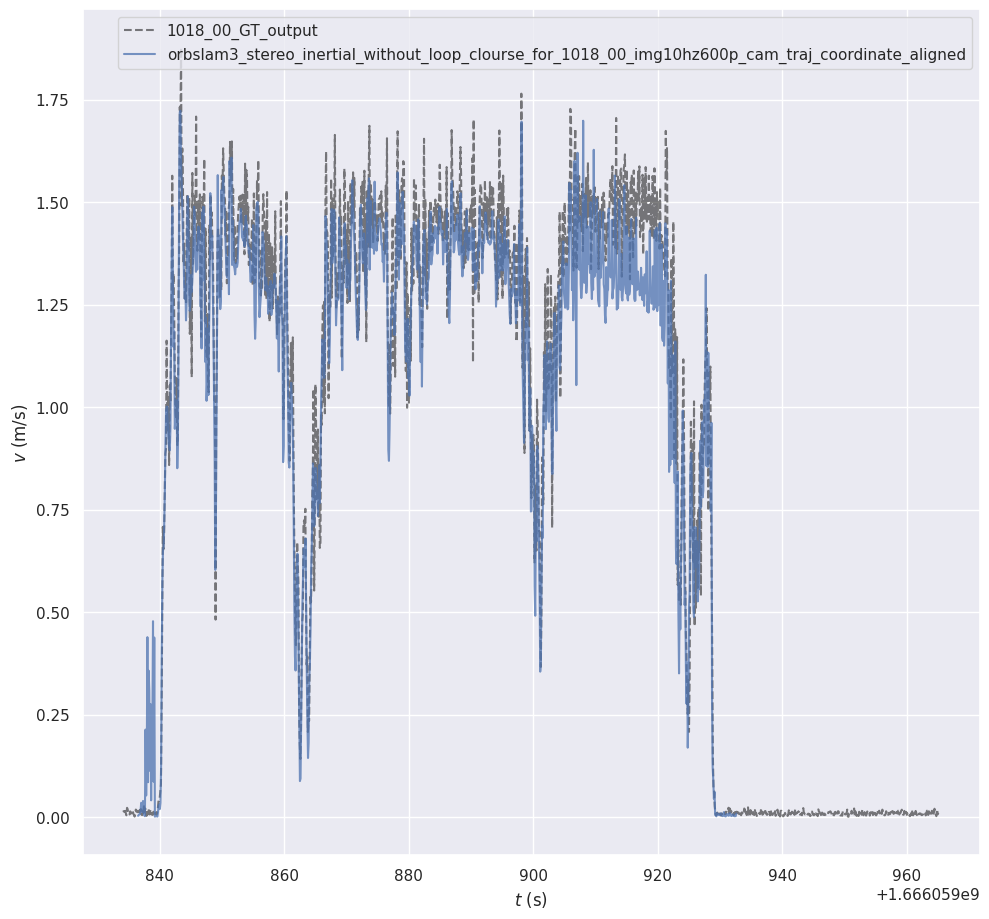 1018_00_GT_output
orbslam3_stereo_inertial_without_loop_clourse_for_1018_00_img10hz600p_cam_traj_coordinate_aligned
1.75
1.50
1.25
1.00
0.75
0.50
0.25
0.00
v (m/s)
840 860 880 900 920 940 960
+1.666059e9
t (s)